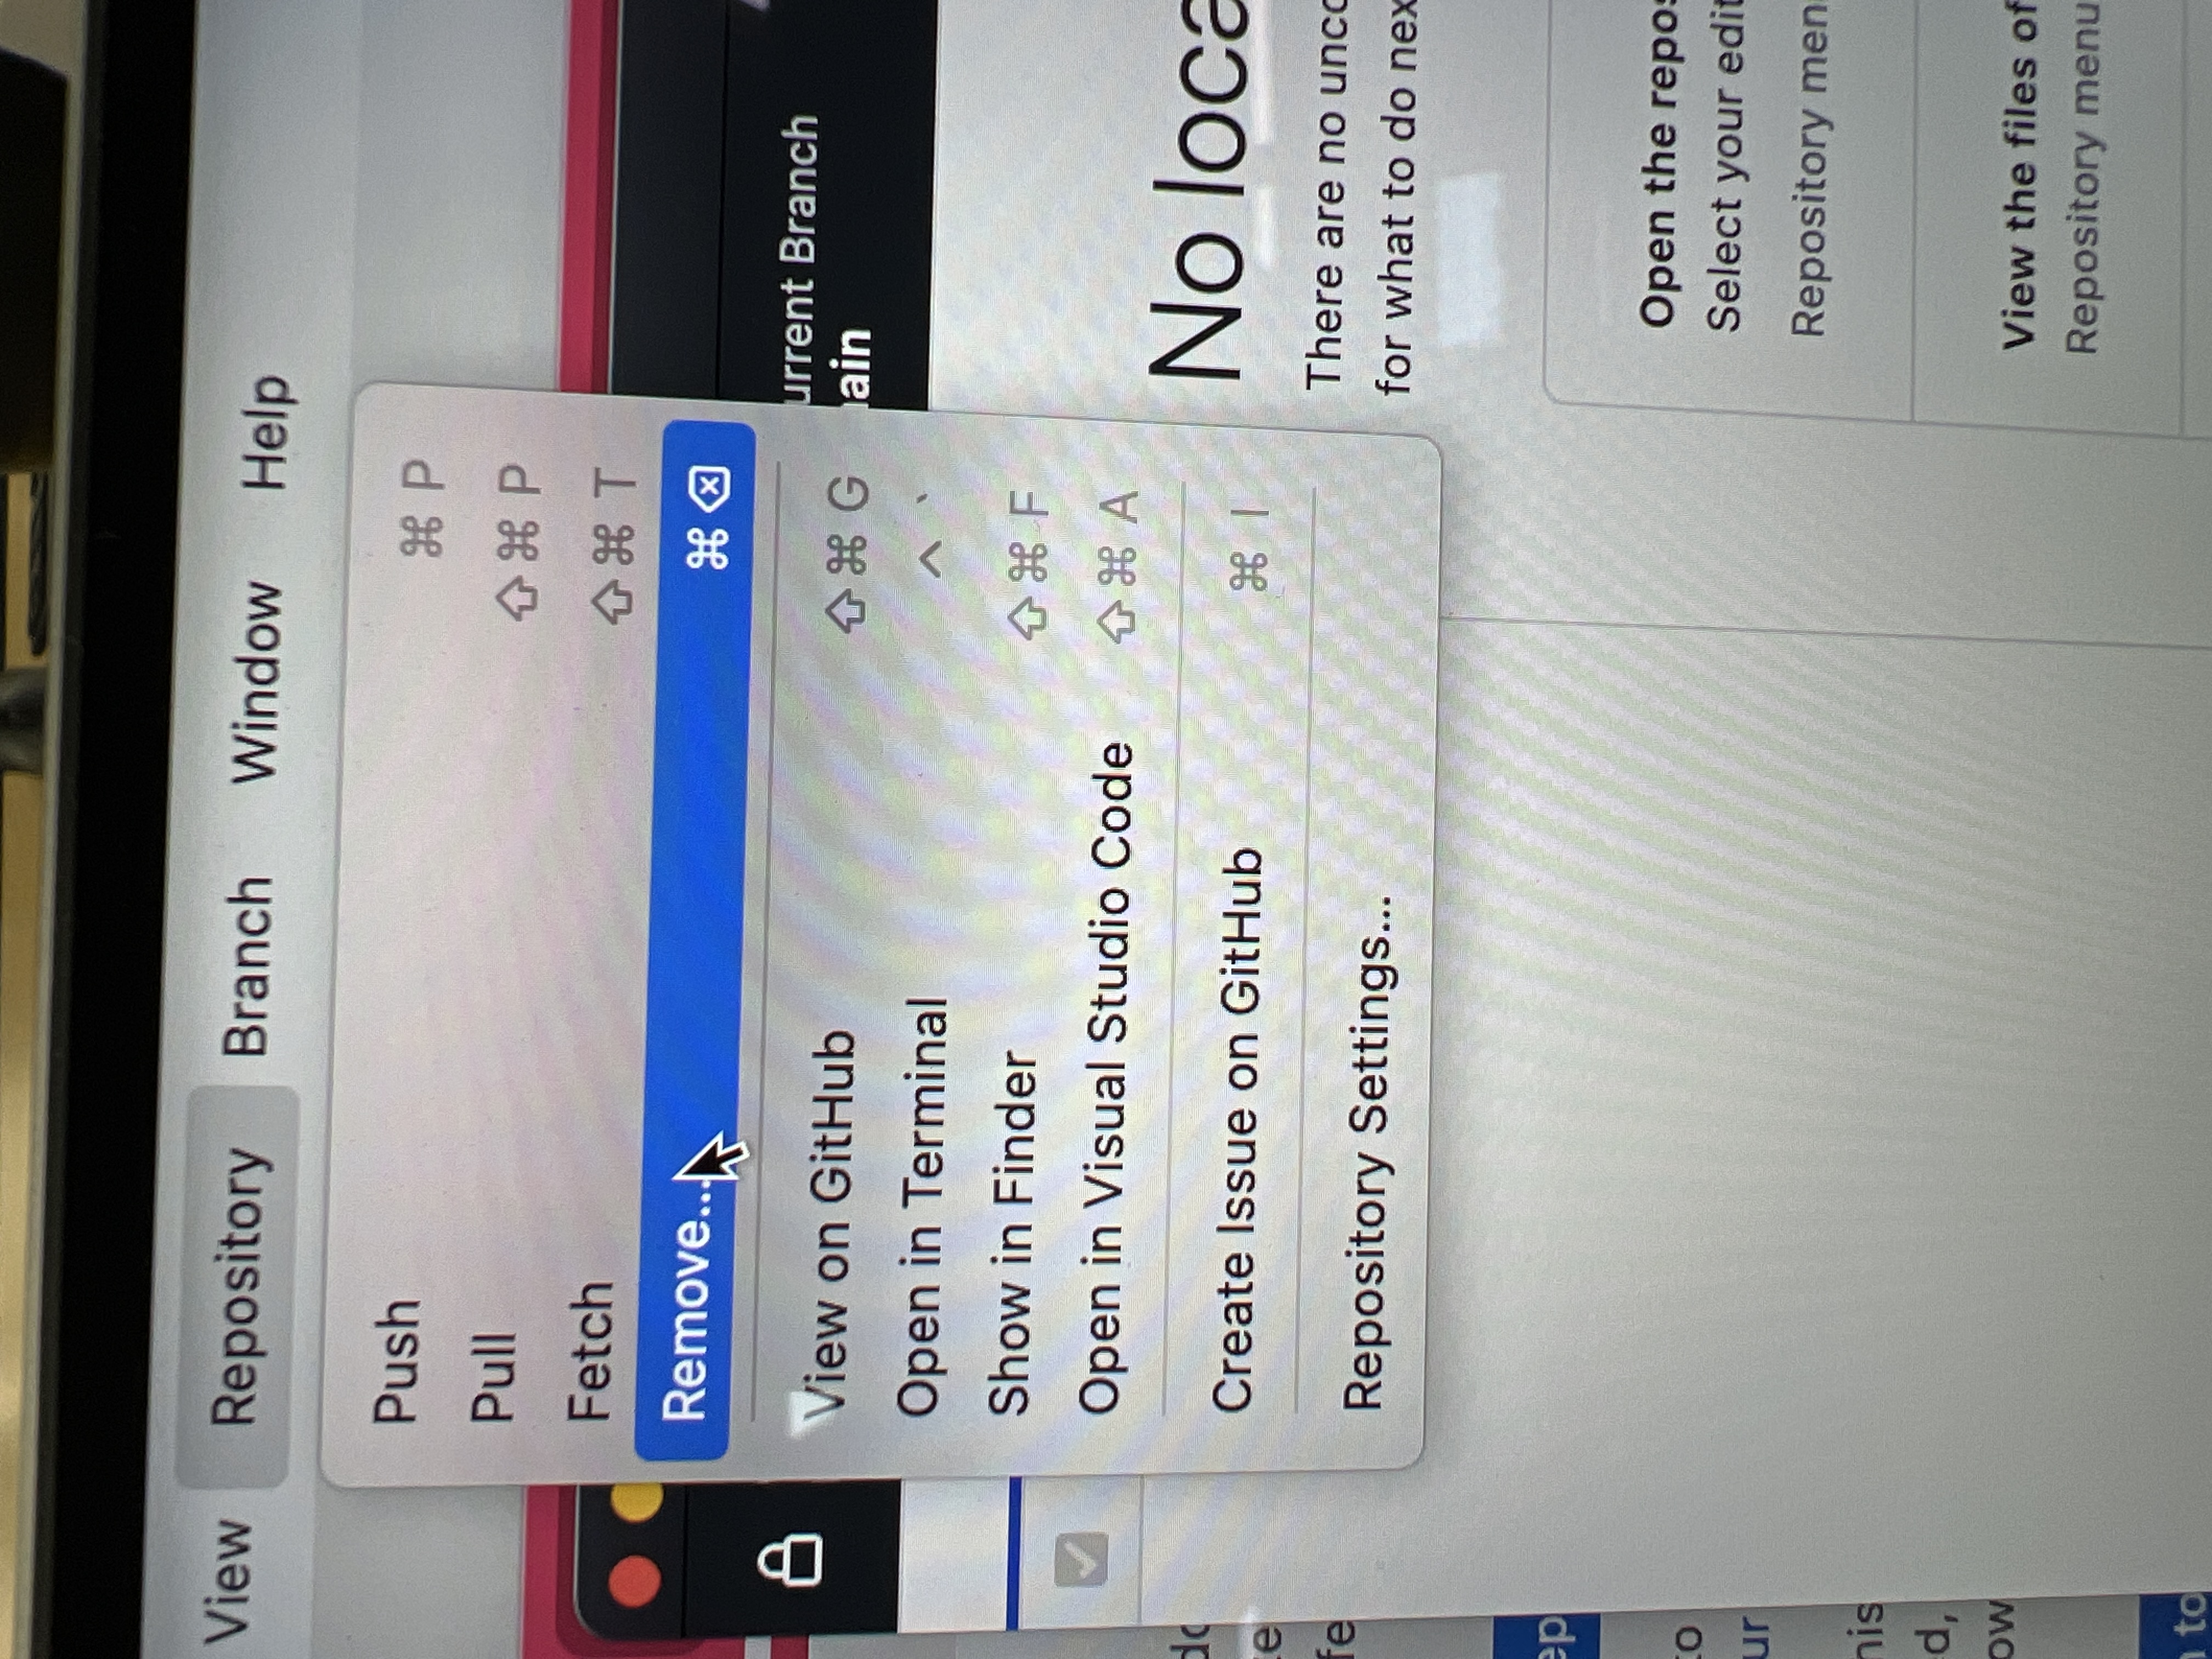 View Repository Branch Window Help
Push ⌘ P
Pull ⇧ ⌘ P
Fetch ⇧ ⌘ T
Remove... ⌘ ⌫
View on GitHub ⇧ ⌘ G
Open in Terminal ^ `
Show in Finder ⇧ ⌘ F
Open in Visual Studio Code ⇧ ⌘ A
Create Issue on GitHub ⌘ I
Repository Settings...
urrent Branch
ain
No loca
There are no unco
for what to do nex
Open the repos
Select your edit
Repository men
View the files of
Repository menu
fe
ep
to
ur
his
d,
ow
to